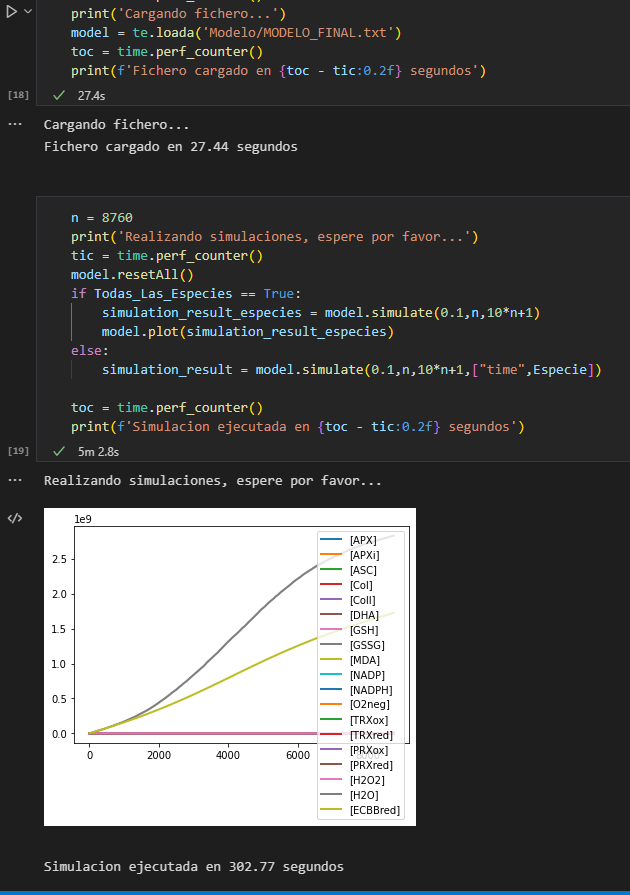 print('Cargando fichero...')
model = te.loada('Modelo/MODELO_FINAL.txt')
toc = time.perf_counter()
print(f'Fichero cargado en {toc - tic:0.2f} segundos')
[18]
27.4s
Cargando fichero...
Fichero cargado en 27.44 segundos
n = 8760
print('Realizando simulaciones, espere por favor...')
tic = time.perf_counter()
model.resetAll()
if Todas_Las_Especies == True:
simulation_result_especies = model.simulate(0.1,n,10*n+1)
model.plot(simulation_result_especies)
else:
simulation_result = model.simulate(0.1,n,10*n+1,["time",Especie])
toc = time.perf_counter()
print(f'Simulacion ejecutada en {toc - tic:0.2f} segundos')
[19]
5m 2.8s
Realizando simulaciones, espere por favor...
1e9
2.5
2.0
1.5
1.0
0.5
0.0
0 2000 4000 6000 8000
[APX]
[APXi]
[ASC]
[CoI]
[CoII]
[DHA]
[GSH]
[GSSG]
[MDA]
[NADP]
[NADPH]
[O2neg]
[TRXox]
[TRXred]
[PRXox]
[PRXred]
[H2O2]
[H2O]
[ECBBred]
Simulacion ejecutada en 302.77 segundos